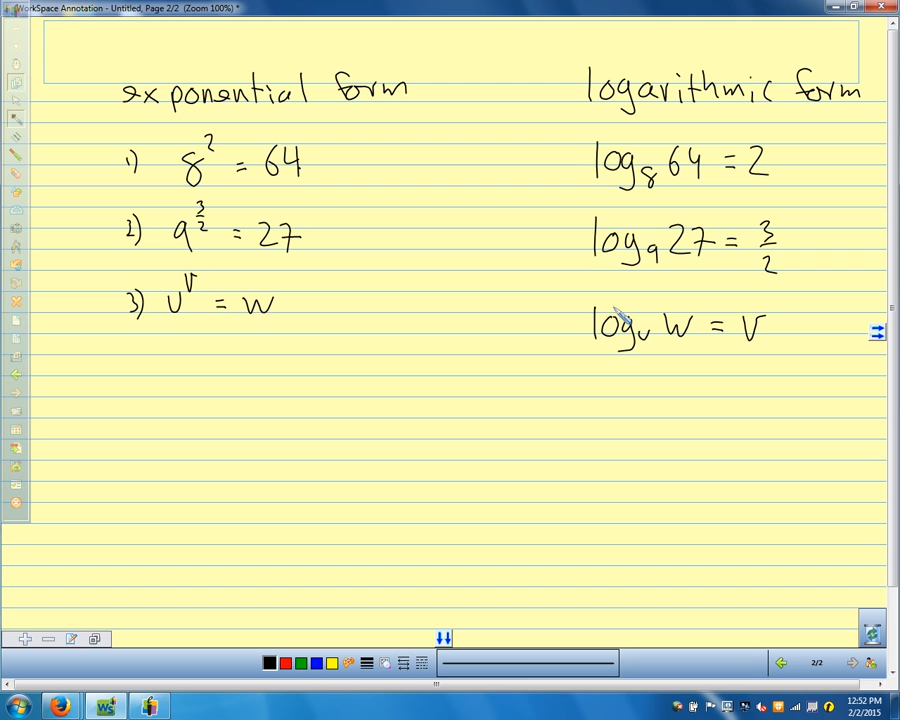 WorkSpace Annotation - Untitled, Page 2/2 (Zoom 100%) *
exponential form logarithmic form
1) 8^2 = 64 log_8 64 = 2
2) 9^(3/2) = 27 log_9 27 = 3/2
3) u^v = w log_u w = v
2/2
12:52 PM
2/2/2015